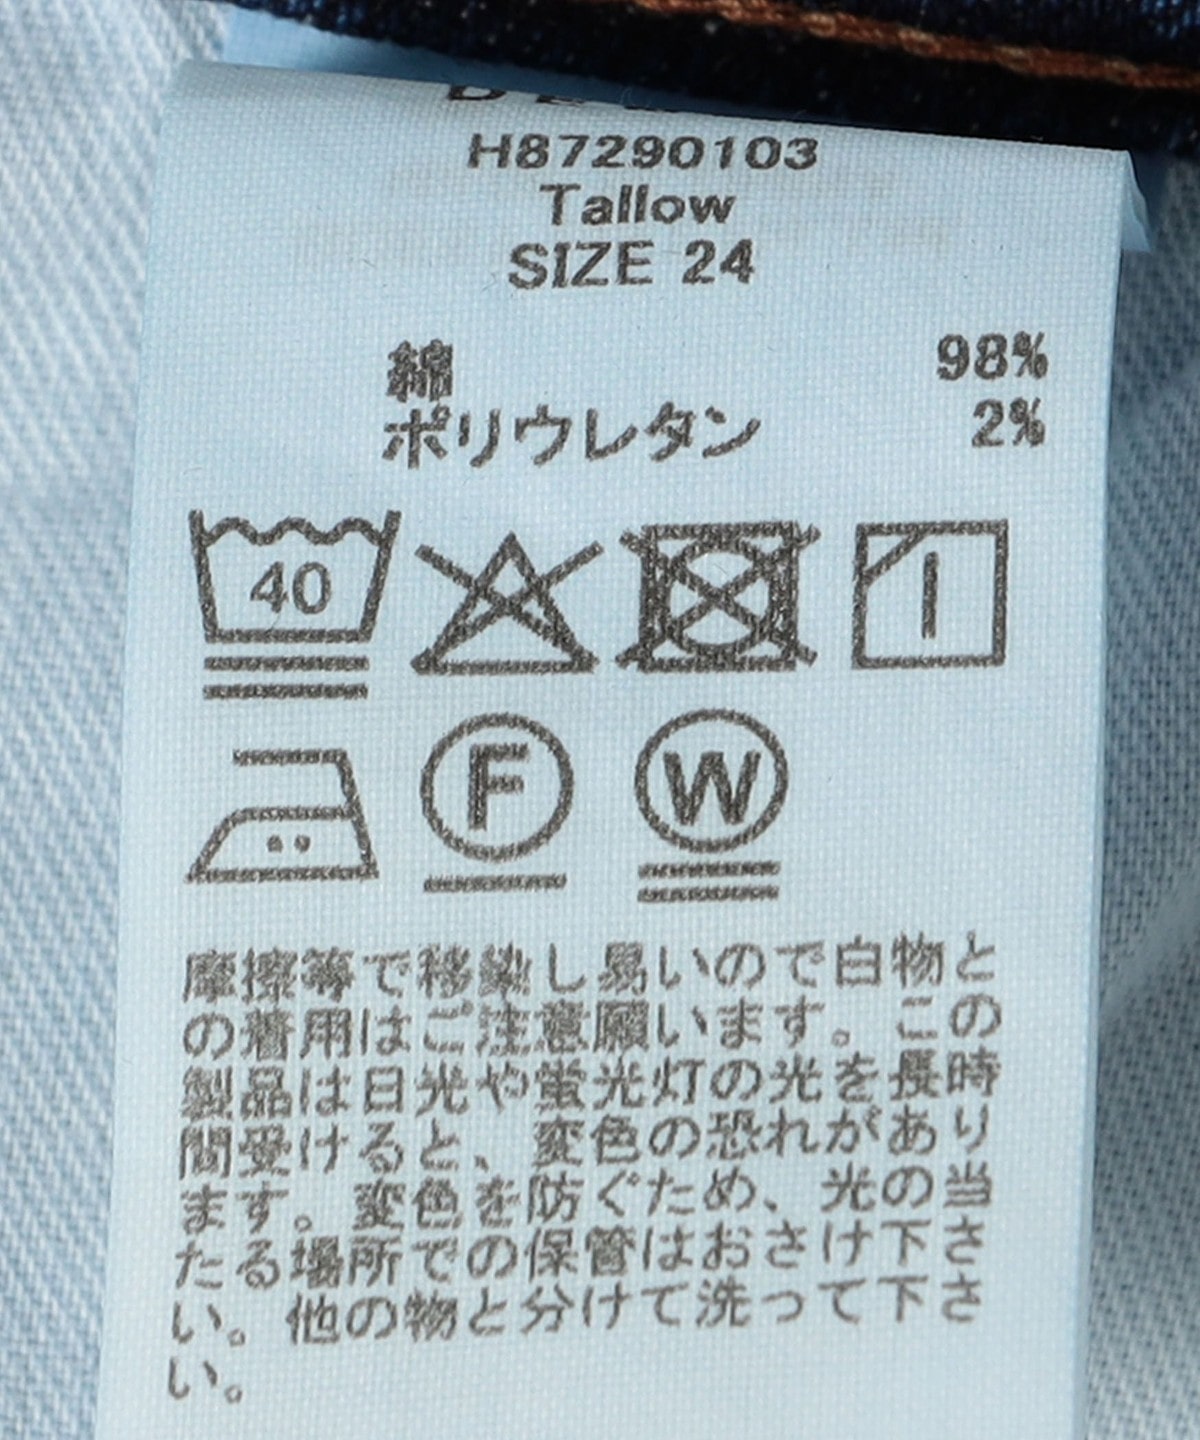 H87290103
Tallow
SIZE 24
綿 98%
ポリウレタン 2%
40
F W
摩擦等で移染し易いので白物と
の着用はご注意願います。この
製品は日光や蛍光灯の光を長時
間受けると、変色の恐れがあり
ます。変色を防ぐため、光の当
たる場所での保管はおさけ下さ
い。他の物と分けて洗って下さ
い。